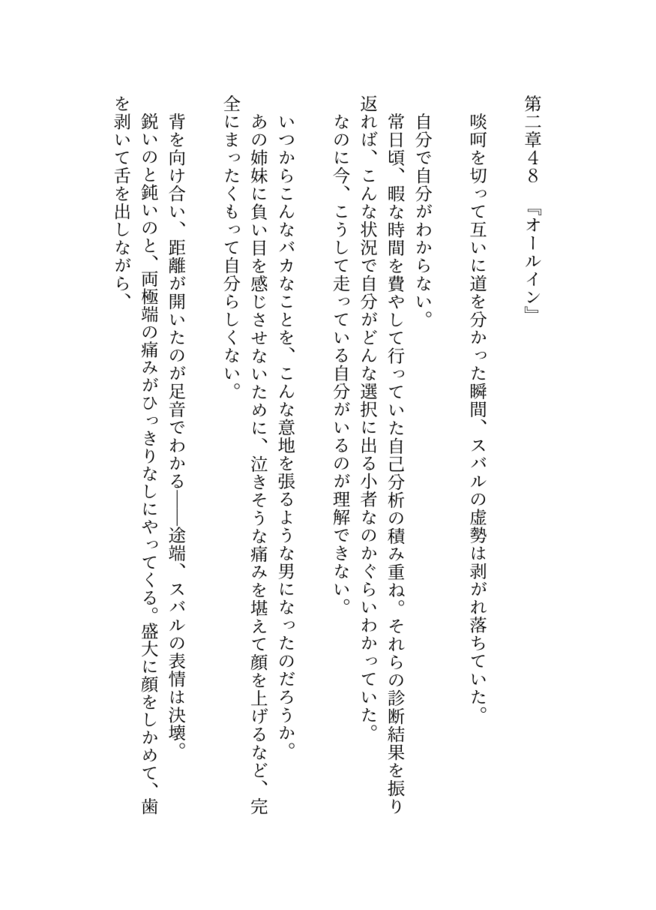 第二章４８　『オールイン』
啖呵を切って互いに道を分かった瞬間、スバルの虚勢は剥がれ落ちていた。
自分で自分がわからない。
常日頃、暇な時間を費やして行っていた自己分析の積み重ね。それらの診断結果を振り
返れば、こんな状況で自分がどんな選択に出る小者なのかぐらいわかっていた。
なのに今、こうして走っている自分がいるのが理解できない。
いつからこんなバカなことを、こんな意地を張るような男になったのだろうか。
あの姉妹に負い目を感じさせないために、泣きそうな痛みを堪えて顔を上げるなど、完
全にまったくもって自分らしくない。
背を向け合い、距離が開いたのが足音でわかる――途端、スバルの表情は決壊。
鋭いのと鈍いのと、両極端の痛みがひっきりなしにやってくる。盛大に顔をしかめて、歯
を剥いて舌を出しながら、